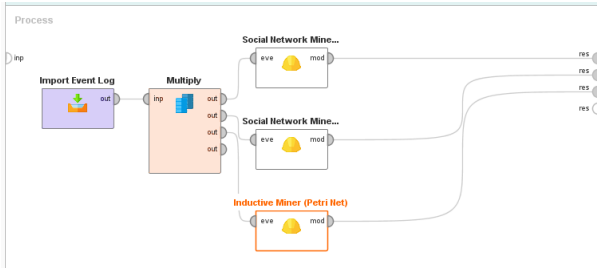 Process
Social Network Mine...
inp
eve mod
res
res
res
res
Import Event Log
Multiply
out
inp out
out
out
out
Social Network Mine...
eve mod
Inductive Miner (Petri Net)
eve mod